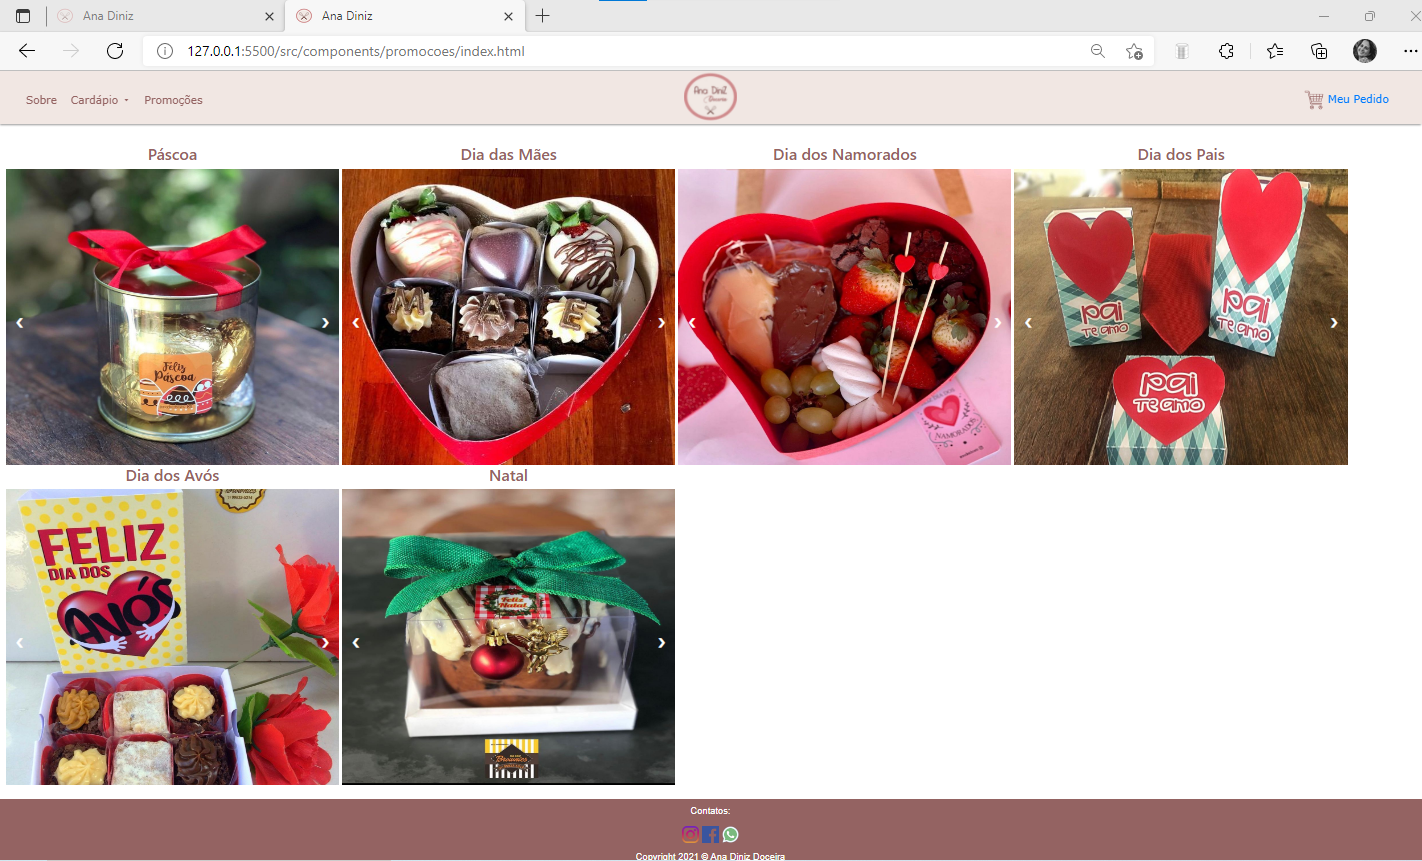 Ana Diniz
Ana Diniz
127.0.0.1:5500/src/components/promocoes/index.html
Sobre Cardápio Promoções
Ana Diniz
Doceira
Meu Pedido
Páscoa Dia das Mães Dia dos Namorados Dia dos Pais
Feliz
Páscoa
M A E
NAMORADOS
pai
TE amo
pai
TE amo
pai
TE amo
Dia dos Avós Natal
FELIZ
DIA DOS
AVÓS
Feliz
Natal
Brownies
Contatos:
Copyright 2021 © Ana Diniz Doceira